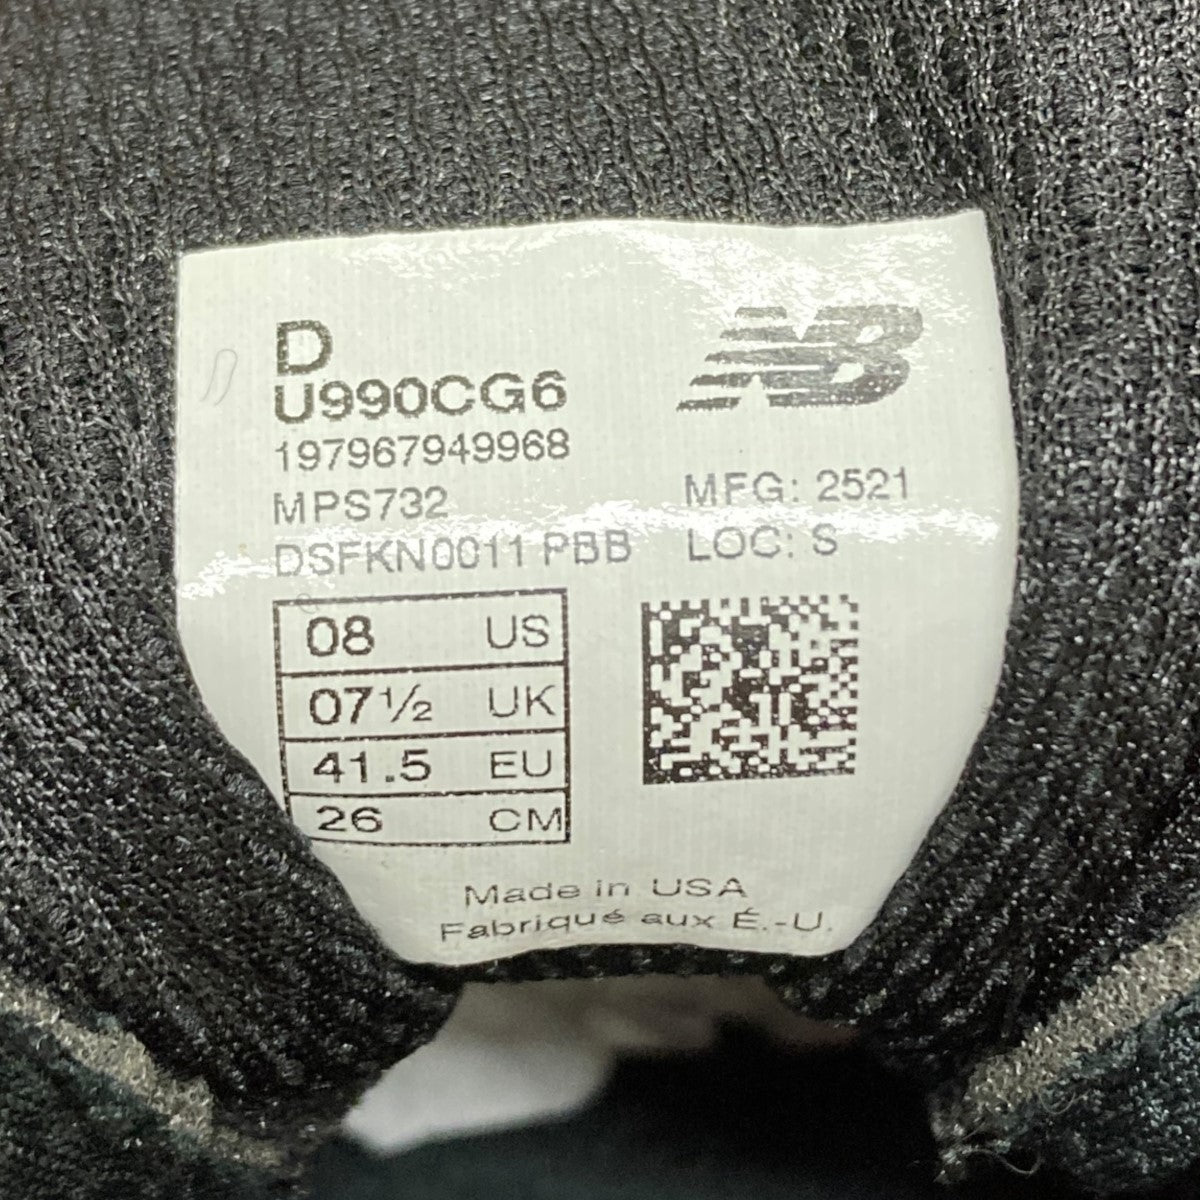 D
NB
U990CG6
197967949968
MPS732
MFG: 2521
DSFKN0011 PBB
LOC: S
08 US
07½ UK
41.5 EU
26 CM
Made in USA
Fabriqué aux É.-U.